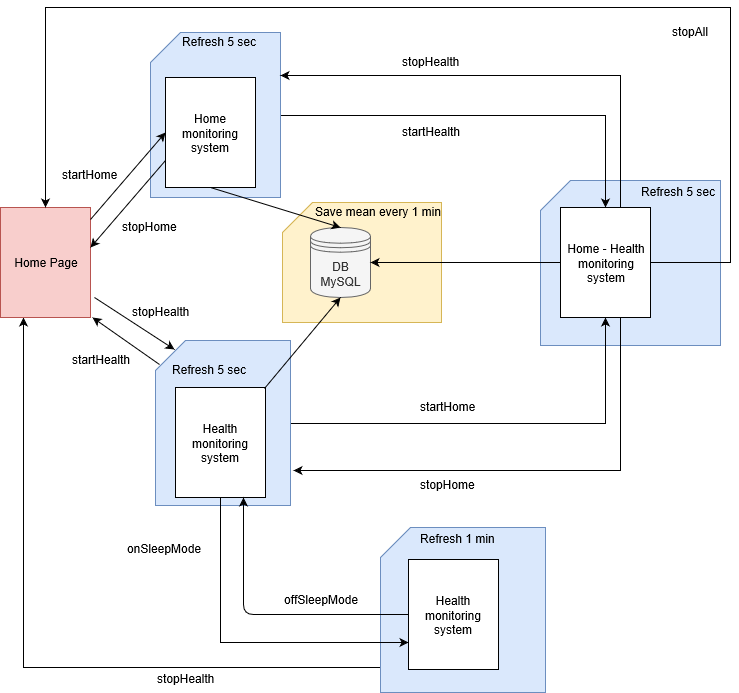 stopAll
Refresh 5 sec
stopHealth
Home
monitoring
system
startHealth
startHome
stopHome
Refresh 5 sec
Save mean every 1 min
Home Page
DB
MySQL
Home - Health
monitoring
system
stopHealth
startHealth
Refresh 5 sec
Health
monitoring
system
startHome
stopHome
onSleepMode
Refresh 1 min
offSleepMode
Health
monitoring
system
stopHealth